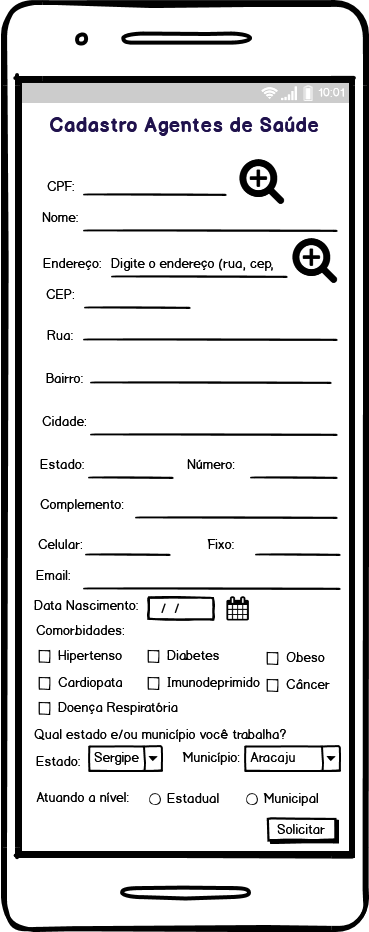 10:01
Cadastro Agentes de Saúde
CPF:
Nome:
Endereço: Digite o endereço (rua, cep,
CEP:
Rua:
Bairro:
Cidade:
Estado: Número:
Complemento:
Celular: Fixo:
Email:
Data Nascimento: / /
Comorbidades:
Hipertenso Diabetes Obeso
Cardiopata Imunodeprimido Câncer
Doença Respiratória
Qual estado e/ou município você trabalha?
Estado: Sergipe Município: Aracaju
Atuando a nível: Estadual Municipal
Solicitar